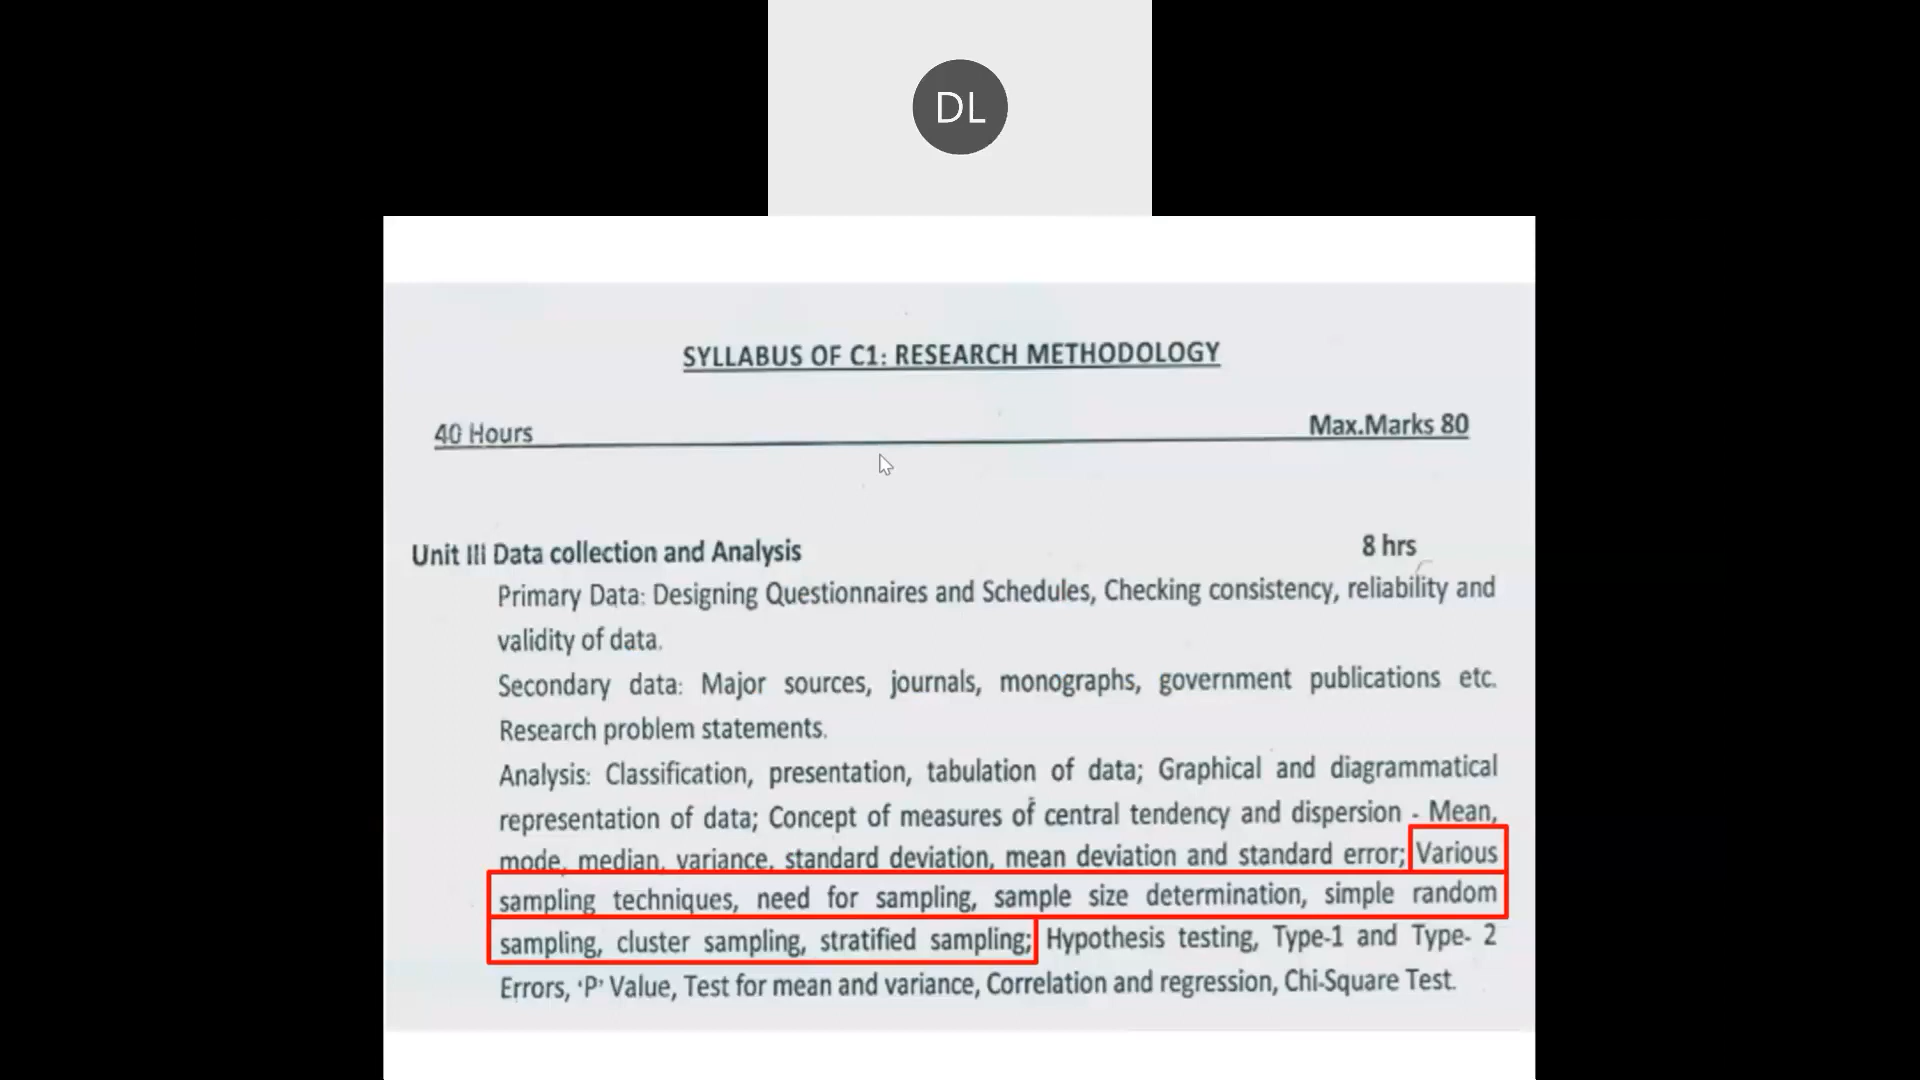 DL
SYLLABUS OF C1: RESEARCH METHODOLOGY
40 Hours Max.Marks 80
Unit III Data collection and Analysis 8 hrs
Primary Data: Designing Questionnaires and Schedules, Checking consistency, reliability and
validity of data.
Secondary data: Major sources, journals, monographs, government publications etc.
Research problem statements.
Analysis: Classification, presentation, tabulation of data; Graphical and diagrammatical
representation of data; Concept of measures of central tendency and dispersion - Mean,
mode, median, variance, standard deviation, mean deviation and standard error; Various
sampling techniques, need for sampling, sample size determination, simple random
sampling, cluster sampling, stratified sampling; Hypothesis testing, Type-1 and Type- 2
Errors, 'P' Value, Test for mean and variance, Correlation and regression, Chi-Square Test.